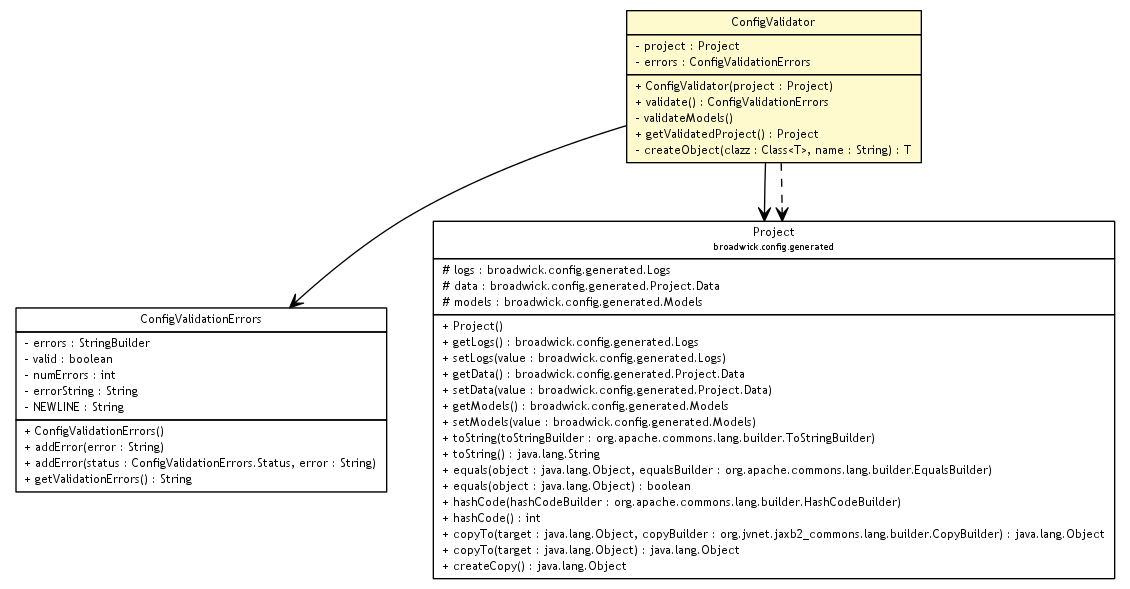 ConfigValidator
- project : Project
- errors : ConfigValidationErrors
+ ConfigValidator(project : Project)
+ validate() : ConfigValidationErrors
- validateModels()
+ getValidatedProject() : Project
- createObject(clazz : Class<T>, name : String) : T
Project
broadwick.config.generated
# logs : broadwick.config.generated.Logs
# data : broadwick.config.generated.Project.Data
# models : broadwick.config.generated.Models
+ Project()
+ getLogs() : broadwick.config.generated.Logs
+ setLogs(value : broadwick.config.generated.Logs)
+ getData() : broadwick.config.generated.Project.Data
+ setData(value : broadwick.config.generated.Project.Data)
+ getModels() : broadwick.config.generated.Models
+ setModels(value : broadwick.config.generated.Models)
+ toString(toStringBuilder : org.apache.commons.lang.builder.ToStringBuilder)
+ toString() : java.lang.String
+ equals(object : java.lang.Object, equalsBuilder : org.apache.commons.lang.builder.EqualsBuilder)
+ equals(object : java.lang.Object) : boolean
+ hashCode(hashCodeBuilder : org.apache.commons.lang.builder.HashCodeBuilder)
+ hashCode() : int
+ copyTo(target : java.lang.Object, copyBuilder : org.jvnet.jaxb2_commons.lang.builder.CopyBuilder) : java.lang.Object
+ copyTo(target : java.lang.Object) : java.lang.Object
+ createCopy() : java.lang.Object
ConfigValidationErrors
- errors : StringBuilder
- valid : boolean
- numErrors : int
- errorString : String
- NEWLINE : String
+ ConfigValidationErrors()
+ addError(error : String)
+ addError(status : ConfigValidationErrors.Status, error : String)
+ getValidationErrors() : String